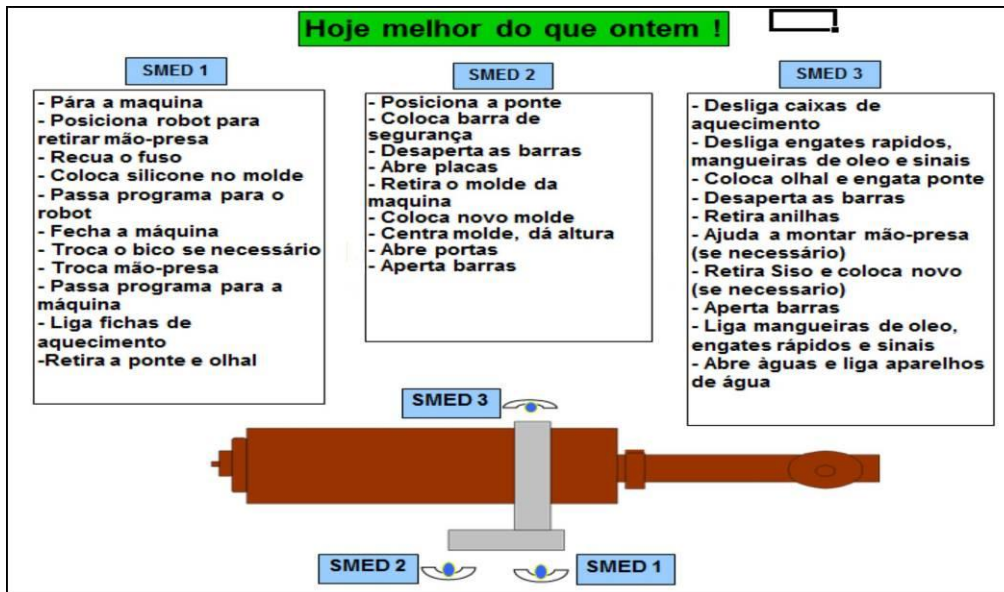 Hoje melhor do que ontem !
SMED 1
- Pára a maquina
- Posiciona robot para
retirar mão-presa
- Recua o fuso
- Coloca silicone no molde
- Passa programa para o
robot
- Fecha a máquina
- Troca o bico se necessário
- Troca mão-presa
- Passa programa para a
máquina
- Liga fichas de
aquecimento
-Retira a ponte e olhal
SMED 2
- Posiciona a ponte
- Coloca barra de
segurança
- Desaperta as barras
- Abre placas
- Retira o molde da
maquina
- Coloca novo molde
- Centra molde, dá altura
- Abre portas
- Aperta barras
SMED 3
- Desliga caixas de
aquecimento
- Desliga engates rapidos,
mangueiras de oleo e sinais
- Coloca olhal e engata ponte
- Desaperta as barras
- Retira anilhas
- Ajuda a montar mão-presa
(se necessário)
- Retira Siso e coloca novo
(se necessario)
- Aperta barras
- Liga mangueiras de oleo,
engates rápidos e sinais
- Abre àguas e liga aparelhos
de água
SMED 3
SMED 2
SMED 1